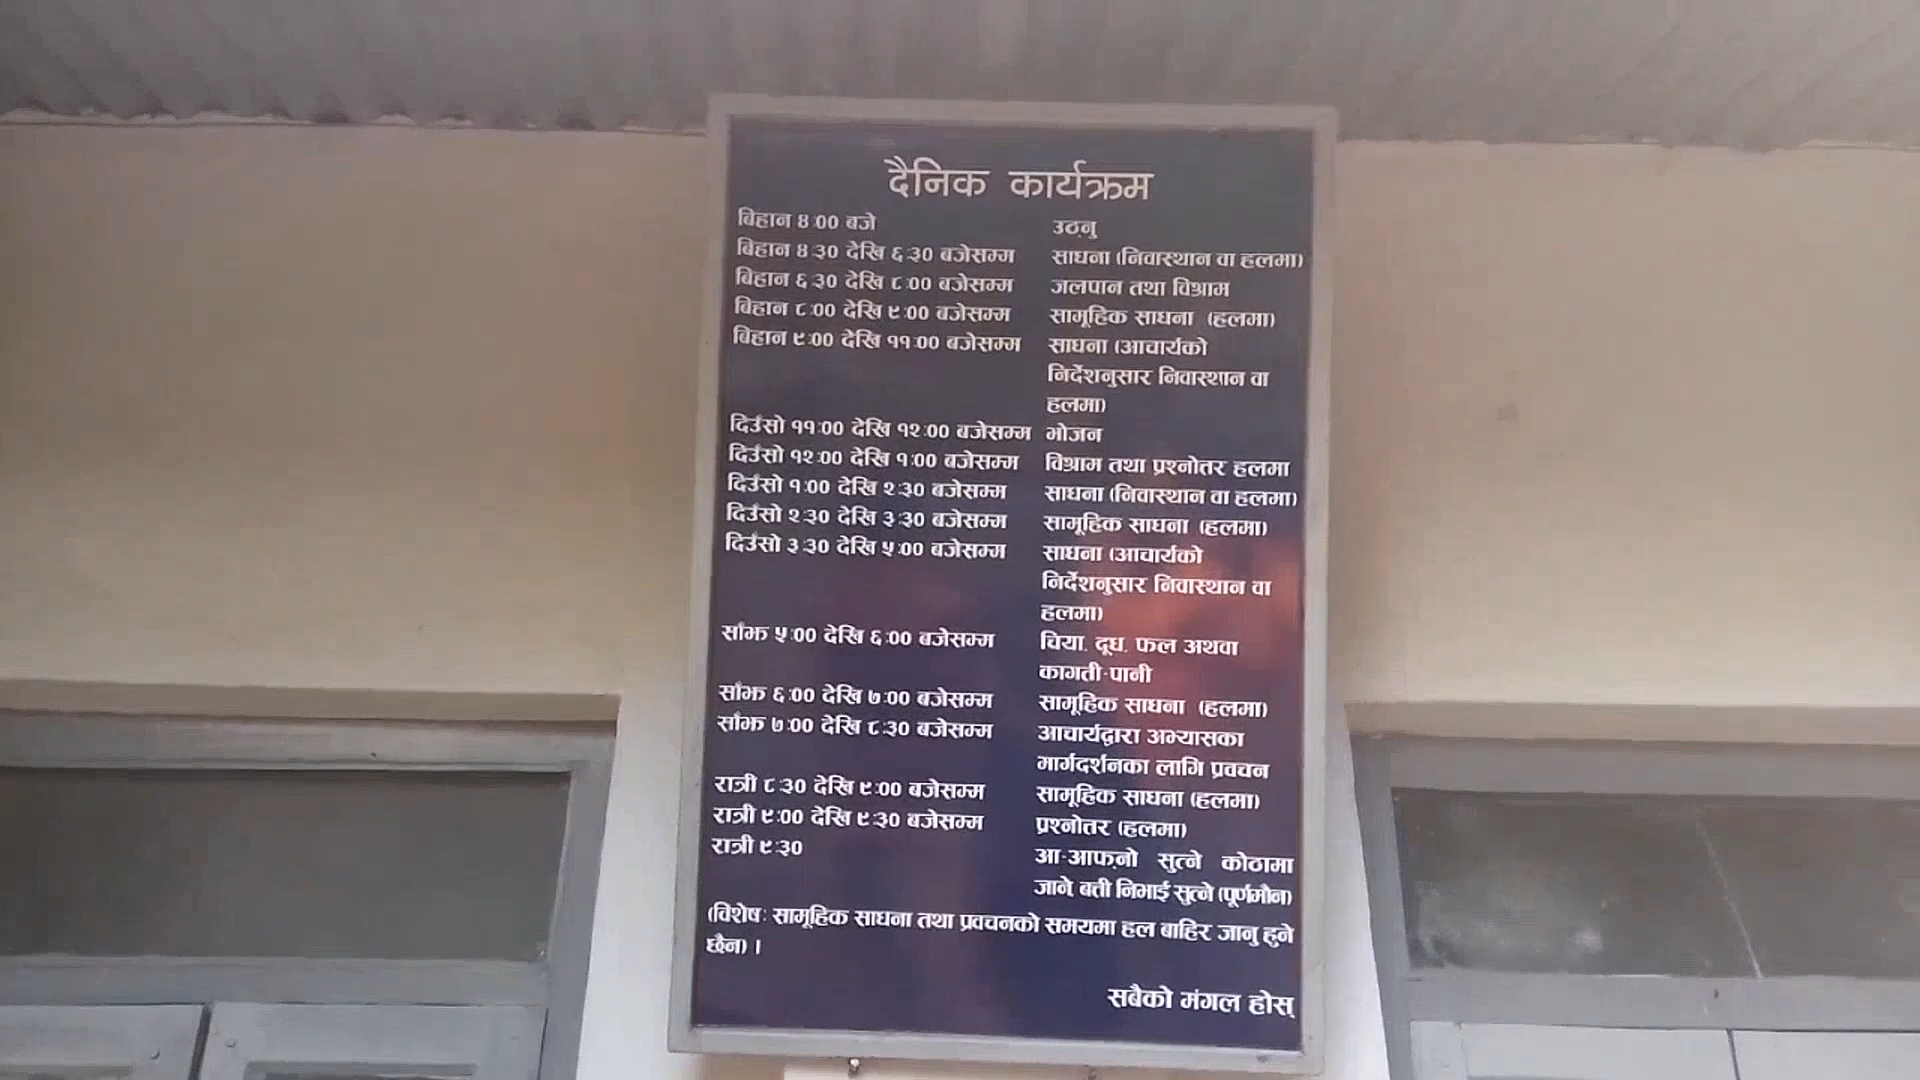 दैनिक कार्यक्रम
बिहान ४:०० बजे उठ्नु
बिहान ४:३० देखि ६:३० बजेसम्म साधना (निवास्थान वा हलमा)
बिहान ६:३० देखि ८:०० बजेसम्म जलपान तथा विश्राम
बिहान ८:०० देखि ९:०० बजेसम्म सामूहिक साधना (हलमा)
बिहान ९:०० देखि ११:०० बजेसम्म साधना (आचार्यको
निर्देशनुसार निवास्थान वा
हलमा)
दिउँसो ११:०० देखि १२:०० बजेसम्म भोजन
दिउँसो १२:०० देखि १:०० बजेसम्म विश्राम तथा प्रश्नोत्तर हलमा
दिउँसो १:०० देखि २:३० बजेसम्म साधना (निवास्थान वा हलमा)
दिउँसो २:३० देखि ३:३० बजेसम्म सामूहिक साधना (हलमा)
दिउँसो ३:३० देखि ५:०० बजेसम्म साधना (आचार्यको
निर्देशनुसार निवास्थान वा
हलमा)
साँझ ५:०० देखि ६:०० बजेसम्म चिया, दूध, फल अथवा
कागती-पानी
साँझ ६:०० देखि ७:०० बजेसम्म सामूहिक साधना (हलमा)
साँझ ७:०० देखि ८:३० बजेसम्म आचार्यद्वारा अभ्यासका
मार्गदर्शनका लागि प्रवचन
रात्री ८:३० देखि ९:०० बजेसम्म सामूहिक साधना (हलमा)
रात्री ९:०० देखि ९:३० बजेसम्म प्रश्नोत्तर (हलमा)
रात्री ९:३० आ-आफ्नो सुत्ने कोठामा
जाने, बत्ती निभाई सुत्ने (पूर्णमौन)
(विशेष: सामूहिक साधना तथा प्रवचनको समयमा हल बाहिर जानु हुने
छैन) ।
सबैको मंगल होस्